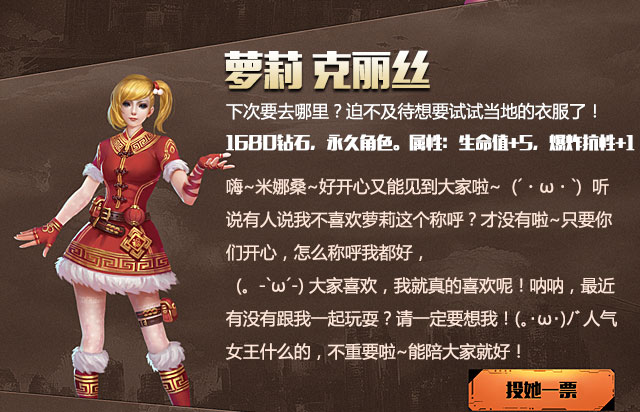 萝莉 克丽丝
下次要去哪里？迫不及待想要试试当地的衣服了！
1680钻石，永久角色。属性：生命值+5，爆炸抗性+1
嗨~米娜桑~好开心又能见到大家啦~（´・ω・`）听
说有人说我不喜欢萝莉这个称呼？才没有啦~只要你
们开心，怎么称呼我都好，
（。-`ω´-) 大家喜欢，我就真的喜欢呢！呐呐，最近
有没有跟我一起玩耍？请一定要想我！(｡･ω･)ﾉﾞ人气
女王什么的，不重要啦~能陪大家就好！
投她一票